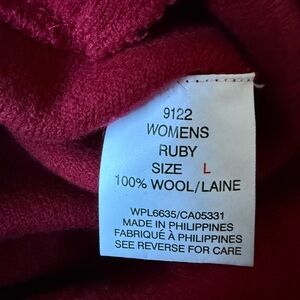 9122
WOMENS
RUBY
SIZE L
100% WOOL/LAINE
WPL6635/CA05331
MADE IN PHILIPPINES
FABRIQUÉ À PHILIPPINES
SEE REVERSE FOR CARE